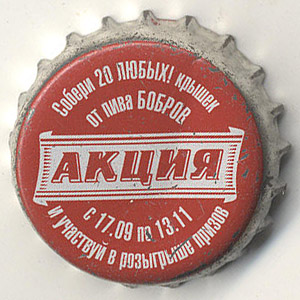 Собери 20 ЛЮБЫХ! крышек
от пива БОБРОВ
АКЦИЯ
с 17.09 по 13.11
и участвуй в розыгрыше призов